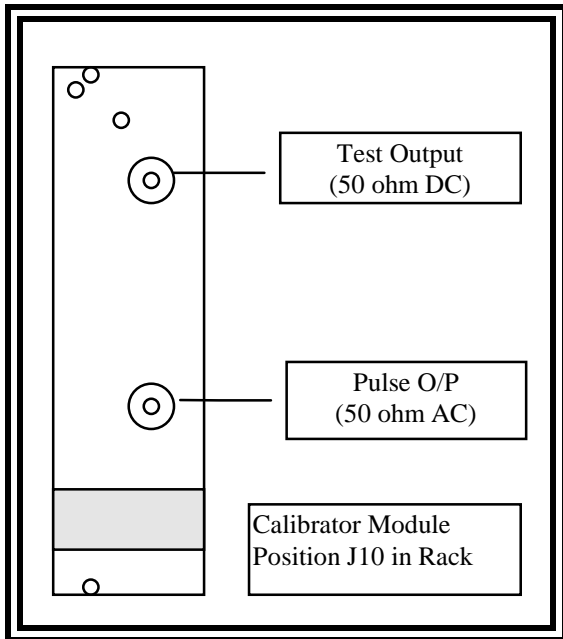 Test Output
(50 ohm DC)
Pulse O/P
(50 ohm AC)
Calibrator Module
Position J10 in Rack